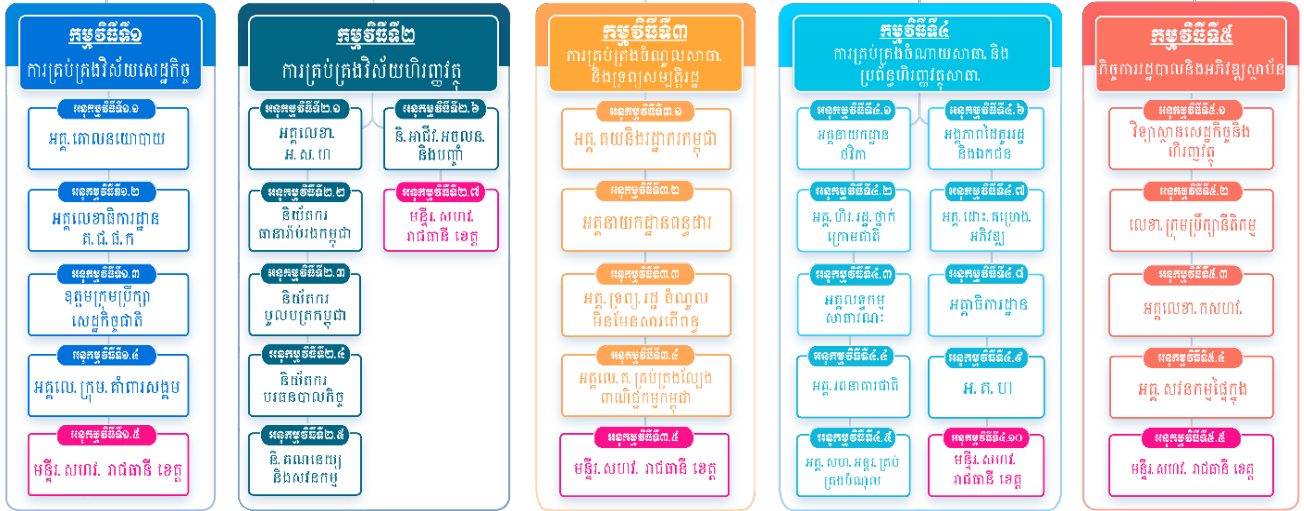 កម្មវិធីទី១
ការគ្រប់គ្រងវិស័យសេដ្ឋកិច្ច
អនុកម្មវិធីទី១.១
អគ្គ. គោលនយោបាយ
អនុកម្មវិធីទី១.២
អគ្គលេខាធិការដ្ឋាន
គ. ជ. ជ. ក
អនុកម្មវិធីទី១.៣
ឧត្តមក្រុមប្រឹក្សា
សេដ្ឋកិច្ចជាតិ
អនុកម្មវិធីទី១.៤
អគ្គលេ. ក្រុម. គាំពារសង្គម
អនុកម្មវិធីទី១.៥
មន្ទីរ. សហវ. រាជធានី ខេត្ត
កម្មវិធីទី២
ការគ្រប់គ្រងវិស័យហិរញ្ញវត្ថុ
អនុកម្មវិធីទី២.១
អគ្គលេខា.
អ. ស. ហ
អនុកម្មវិធីទី២.២
និយ័តករ
ធានារ៉ាប់រងកម្ពុជា
អនុកម្មវិធីទី២.៣
និយ័តករ
មូលបត្រកម្ពុជា
អនុកម្មវិធីទី២.៤
និយ័តករ
បរធនបាលកិច្ច
អនុកម្មវិធីទី២.៥
និ. គណនេយ្យ
និងសវនកម្ម
អនុកម្មវិធីទី២.៦
និ. អាជីវ. អចលន.
និងបញ្ចាំ
អនុកម្មវិធីទី២.៧
មន្ទីរ. សហវ.
រាជធានី ខេត្ត
កម្មវិធីទី៣
ការគ្រប់គ្រងចំណូលសាធា.
និងទ្រព្យសម្បត្តិរដ្ឋ
អនុកម្មវិធីទី៣.១
អគ្គ. គយនិងរដ្ឋាករកម្ពុជា
អនុកម្មវិធីទី៣.២
អគ្គនាយកដ្ឋានពន្ធដារ
អនុកម្មវិធីទី៣.៣
អគ្គ. ទ្រព្យ. រដ្ឋ ចំណូល
មិនមែនសារពើពន្ធ
អនុកម្មវិធីទី៣.៤
អគ្គលេ. គ. គ្រប់គ្រងល្បែង
ពាណិជ្ជកម្មកម្ពុជា
អនុកម្មវិធីទី៣.៥
មន្ទីរ. សហវ. រាជធានី ខេត្ត
កម្មវិធីទី៤
ការគ្រប់គ្រងចំណាយសាធា. និង
ប្រព័ន្ធហិរញ្ញវត្ថុសាធា.
អនុកម្មវិធីទី៤.១
អគ្គនាយកដ្ឋាន
ថវិកា
អនុកម្មវិធីទី៤.២
អគ្គ. ហិរ. រដ្ឋ. ថ្នាក់
ក្រោមជាតិ
អនុកម្មវិធីទី៤.៣
អគ្គលទ្ធកម្ម
សាធារណៈ
អនុកម្មវិធីទី៤.៤
អគ្គ. រតនាគារជាតិ
អនុកម្មវិធីទី៤.៥
អគ្គ. សហ. អន្តរ. គ្រប់
គ្រងបំណុល
អនុកម្មវិធីទី៤.៦
អង្គភាពដៃគូររដ្ឋ
និងឯកជន
អនុកម្មវិធីទី៤.៧
អគ្គ. ដោះ. គម្រោង.
អភិវឌ្ឍ
អនុកម្មវិធីទី៤.៨
អគ្គាធិការដ្ឋាន
អនុកម្មវិធីទី៤.៩
អ. គ. ហ
អនុកម្មវិធីទី៤.១០
មន្ទីរ. សហវ.
រាជធានី ខេត្ត
កម្មវិធីទី៥
កិច្ចការរដ្ឋបាលនិងអភិវឌ្ឍស្ថាប័ន
អនុកម្មវិធីទី៥.១
វិទ្យាស្ថានសេដ្ឋកិច្ចនិង
ហិរញ្ញវត្ថុ
អនុកម្មវិធីទី៥.២
លេខា. ក្រុមប្រឹក្សានីតិកម្ម
អនុកម្មវិធីទី៥.៣
អគ្គលេខា. កសហវ.
អនុកម្មវិធីទី៥.៤
អគ្គ. សវនកម្មផ្ទៃក្នុង
អនុកម្មវិធីទី៥.៥
មន្ទីរ. សហវ. រាជធានី ខេត្ត